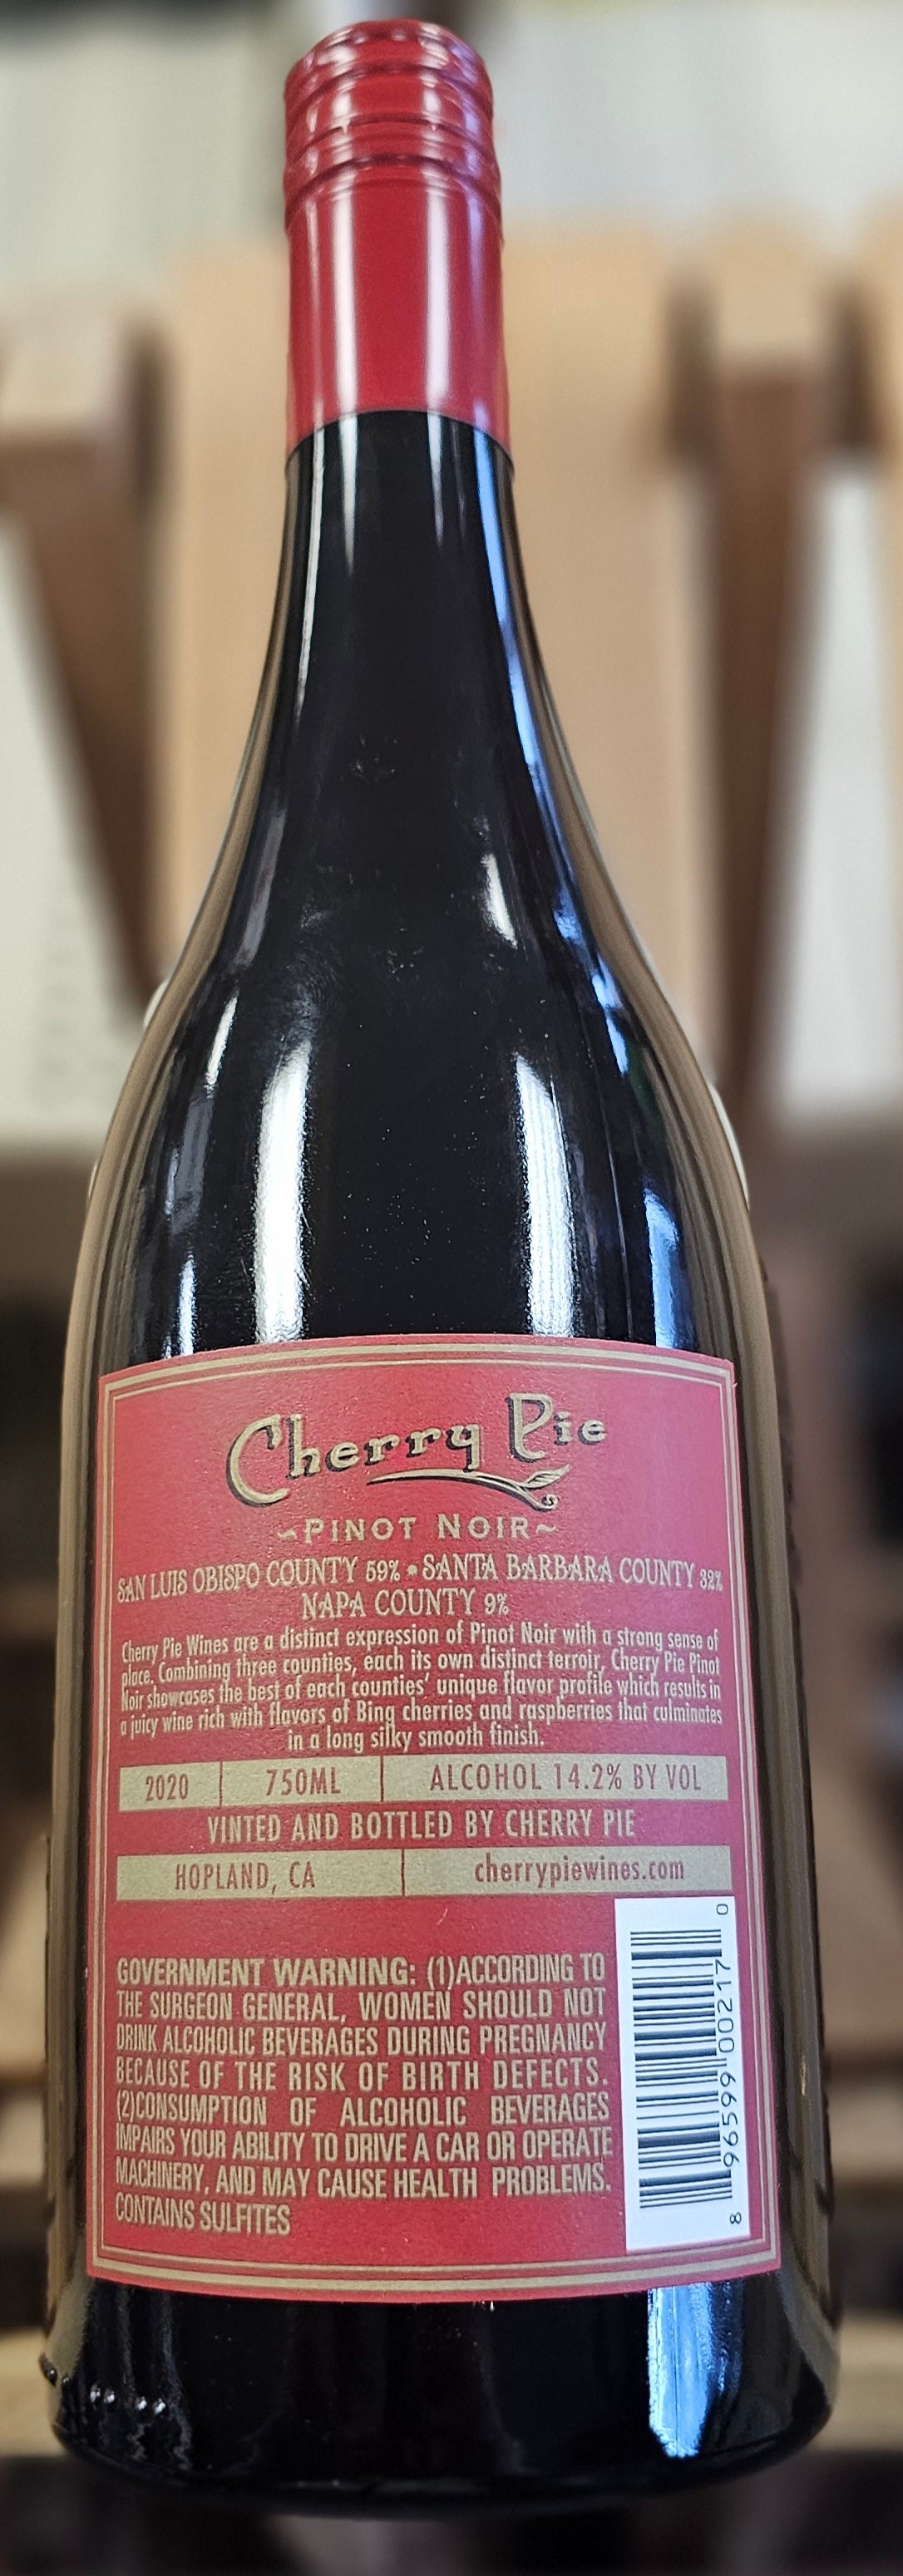 Cherry Pie
~PINOT NOIR~
SAN LUIS OBISPO COUNTY 59% • SANTA BARBARA COUNTY 32%
NAPA COUNTY 9%
Cherry Pie Wines are a distinct expression of Pinot Noir with a strong sense of
place. Combining three counties, each its own distinct terroir, Cherry Pie Pinot
Noir showcases the best of each counties' unique flavor profile which results in
a juicy wine rich with flavors of Bing cherries and raspberries that culminates
in a long silky smooth finish.
2020 750ML ALCOHOL 14.2% BY VOL
VINTED AND BOTTLED BY CHERRY PIE
HOPLAND, CA cherrypiewines.com
GOVERNMENT WARNING: (1)ACCORDING TO
THE SURGEON GENERAL, WOMEN SHOULD NOT
DRINK ALCOHOLIC BEVERAGES DURING PREGNANCY
BECAUSE OF THE RISK OF BIRTH DEFECTS.
(2)CONSUMPTION OF ALCOHOLIC BEVERAGES
IMPAIRS YOUR ABILITY TO DRIVE A CAR OR OPERATE
MACHINERY, AND MAY CAUSE HEALTH PROBLEMS.
CONTAINS SULFITES
8 96599 00217 0